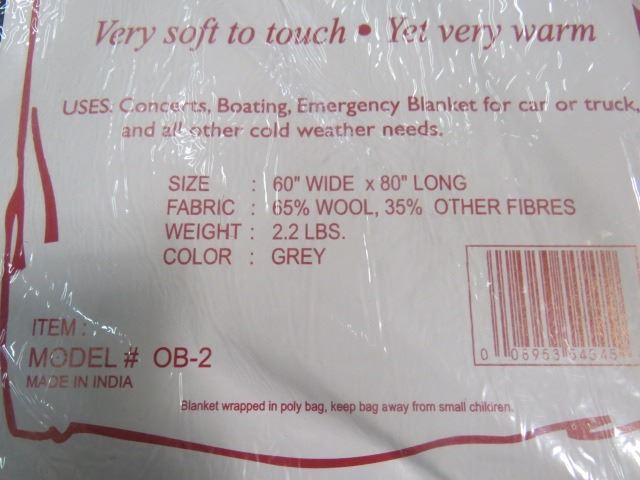 Very soft to touch • Yet very warm
USES: Concerts, Boating, Emergency Blanket for car or truck,
and all other cold weather needs.
SIZE : 60" WIDE x 80" LONG
FABRIC : 65% WOOL, 35% OTHER FIBRES
WEIGHT : 2.2 LBS.
COLOR : GREY
ITEM :
MODEL # OB-2
MADE IN INDIA
Blanket wrapped in poly bag, keep bag away from small children.